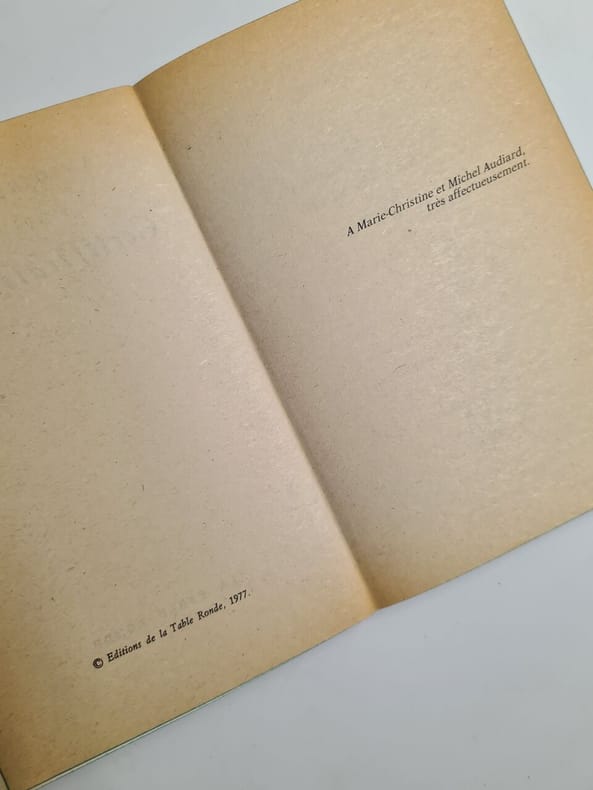 © Editions de la Table Ronde, 1977.
A Marie-Christine et Michel Audiard,
très affectueusement.